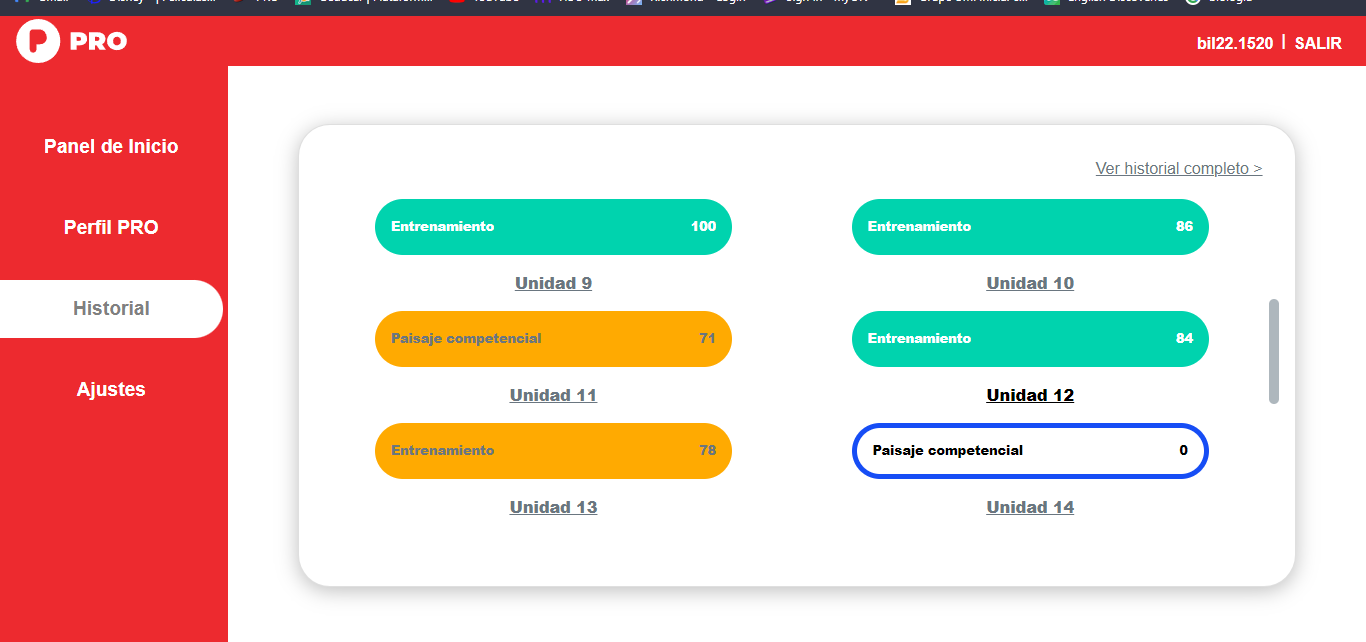 PRO
bil22.1520 | SALIR
Panel de Inicio
Perfil PRO
Historial
Ajustes
Ver historial completo >
Entrenamiento 100
Entrenamiento 86
Unidad 9
Unidad 10
Paisaje competencial 71
Entrenamiento 84
Unidad 11
Unidad 12
Entrenamiento 78
Paisaje competencial 0
Unidad 13
Unidad 14